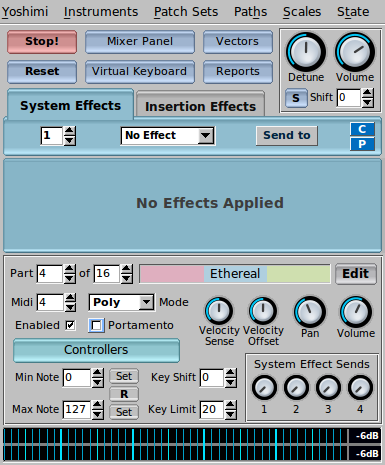 Yoshimi Instruments Patch Sets Paths Scales State
Stop! Mixer Panel Vectors
Reset Virtual Keyboard Reports
Detune Volume
S Shift 0
System Effects Insertion Effects
1 No Effect Send to C
P
No Effects Applied
Part 4 of 16 Ethereal Edit
Midi 4 Poly Mode
Enabled Portamento
Velocity Sense Velocity Offset Pan Volume
Controllers
System Effect Sends
Min Note 0 Set Key Shift 0
R
Max Note 127 Set Key Limit 20
1 2 3 4
-6dB
-6dB